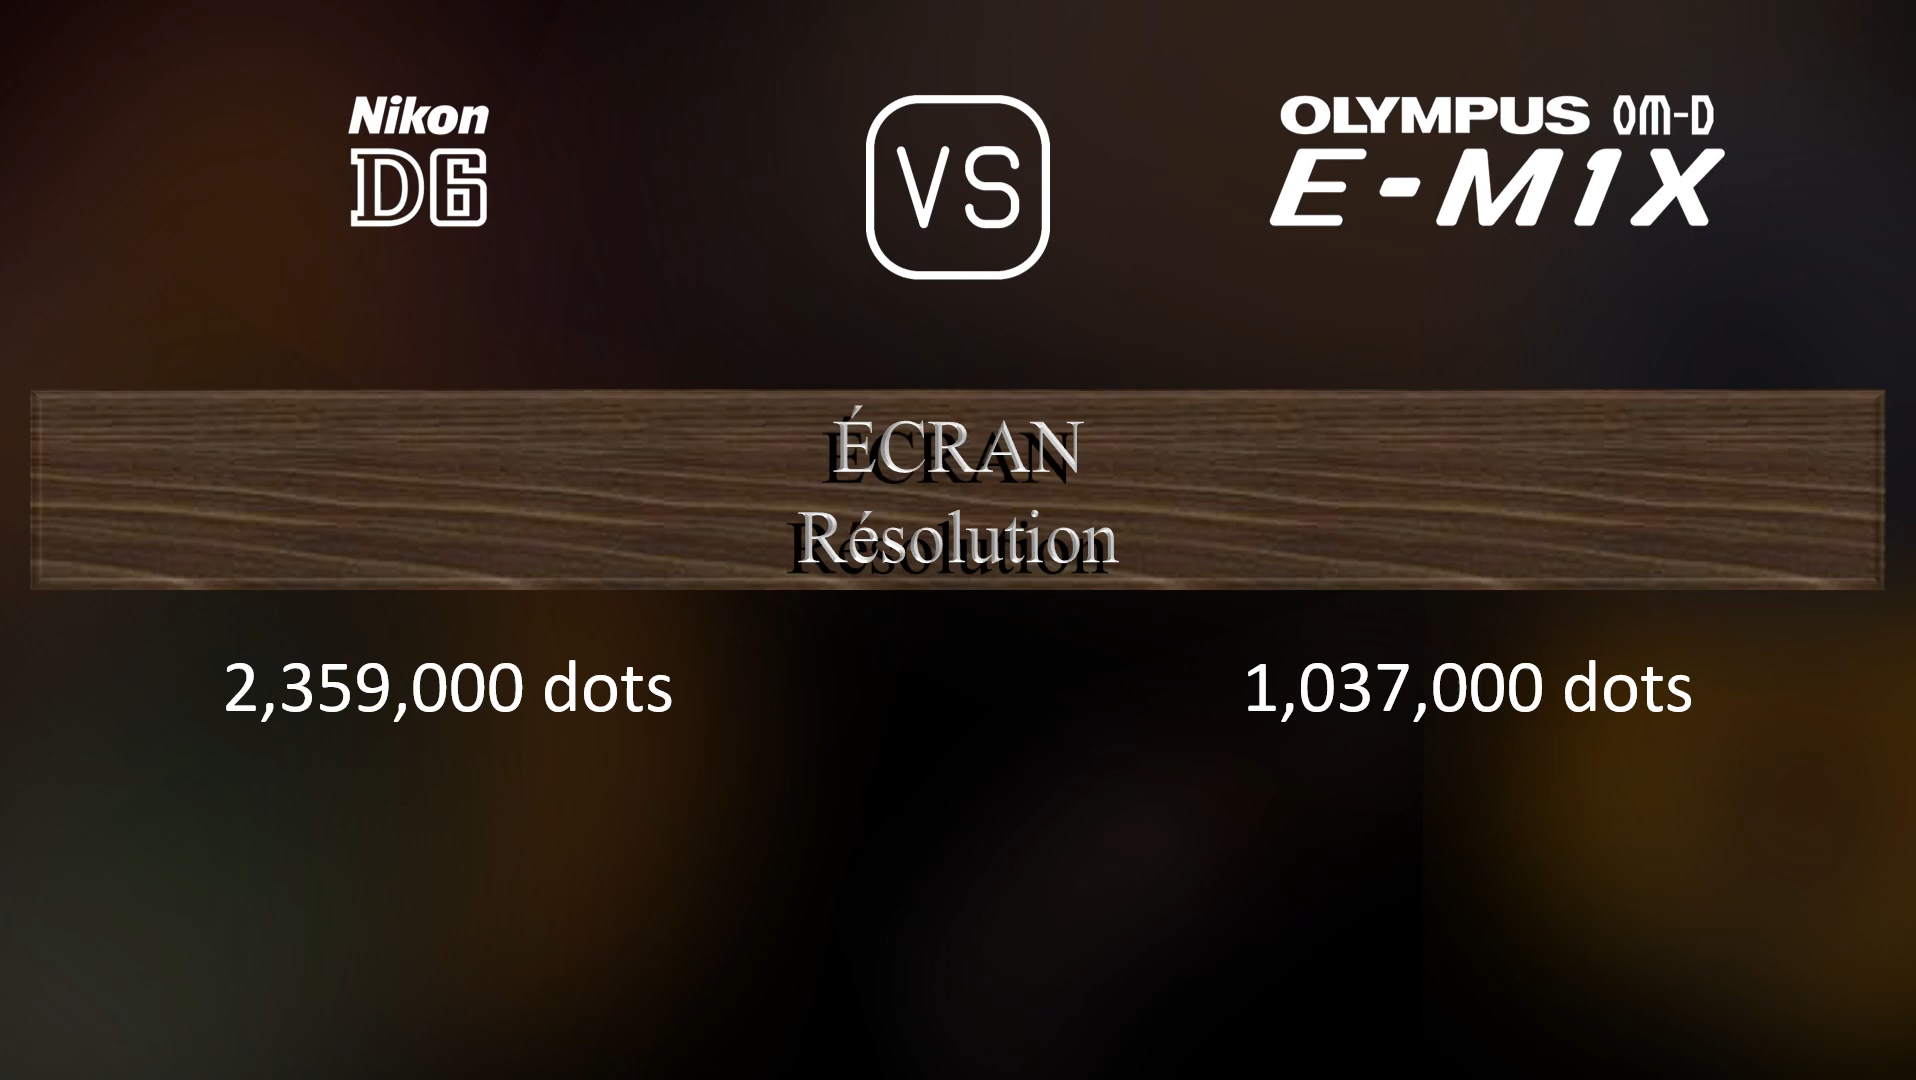 Nikon
D6
VS
OLYMPUS OM-D
E-M1X
ÉCRAN
Résolution
2,359,000 dots
1,037,000 dots